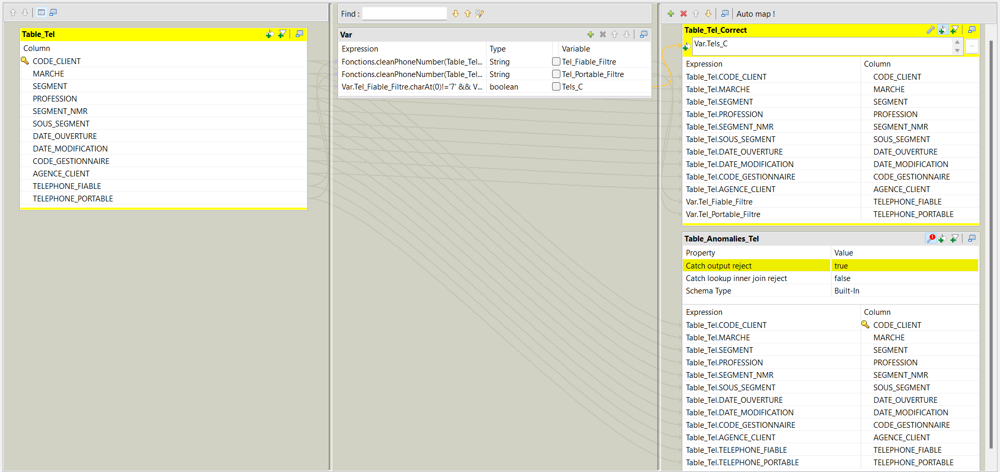 Table_Tel
Column
CODE_CLIENT
MARCHE
SEGMENT
PROFESSION
SEGMENT_NMR
SOUS_SEGMENT
DATE_OUVERTURE
DATE_MODIFICATION
CODE_GESTIONNAIRE
AGENCE_CLIENT
TELEPHONE_FIABLE
TELEPHONE_PORTABLE
Find :
Var
Expression Type Variable
Fonctions.cleanPhoneNumber(Table_Tel... String Tel_Fiable_Filtre
Fonctions.cleanPhoneNumber(Table_Tel... String Tel_Portable_Filtre
Var.Tel_Fiable_Filtre.charAt(0)!='7' && V... boolean Tels_C
Auto map !
Table_Tel_Correct
Var.Tels_C
...
Expression Column
Table_Tel.CODE_CLIENT CODE_CLIENT
Table_Tel.MARCHE MARCHE
Table_Tel.SEGMENT SEGMENT
Table_Tel.PROFESSION PROFESSION
Table_Tel.SEGMENT_NMR SEGMENT_NMR
Table_Tel.SOUS_SEGMENT SOUS_SEGMENT
Table_Tel.DATE_OUVERTURE DATE_OUVERTURE
Table_Tel.DATE_MODIFICATION DATE_MODIFICATION
Table_Tel.CODE_GESTIONNAIRE CODE_GESTIONNAIRE
Table_Tel.AGENCE_CLIENT AGENCE_CLIENT
Var.Tel_Fiable_Filtre TELEPHONE_FIABLE
Var.Tel_Portable_Filtre TELEPHONE_PORTABLE
Table_Anomalies_Tel 1
Property Value
Catch output reject true
Catch lookup inner join reject false
Schema Type Built-In
Expression Column
Table_Tel.CODE_CLIENT CODE_CLIENT
Table_Tel.MARCHE MARCHE
Table_Tel.SEGMENT SEGMENT
Table_Tel.PROFESSION PROFESSION
Table_Tel.SEGMENT_NMR SEGMENT_NMR
Table_Tel.SOUS_SEGMENT SOUS_SEGMENT
Table_Tel.DATE_OUVERTURE DATE_OUVERTURE
Table_Tel.DATE_MODIFICATION DATE_MODIFICATION
Table_Tel.CODE_GESTIONNAIRE CODE_GESTIONNAIRE
Table_Tel.AGENCE_CLIENT AGENCE_CLIENT
Table_Tel.TELEPHONE_FIABLE TELEPHONE_FIABLE
Table_Tel.TELEPHONE_PORTABLE TELEPHONE_PORTABLE